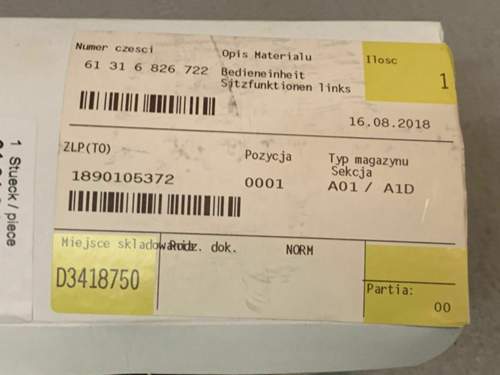 Numer czesci
Opis Materialu
Ilosc
61 31 6 826 722
Bedieneinheit
Sitzfunktionen links
1
16.08.2018
ZLP(TO)
Pozycja
Typ magazynu
Sekcja
1890105372
0001
A01 / A1D
Miejsce skladowania
Rodz. dok.
NORM
D3418750
Partia:
00
1 Stueck / piece